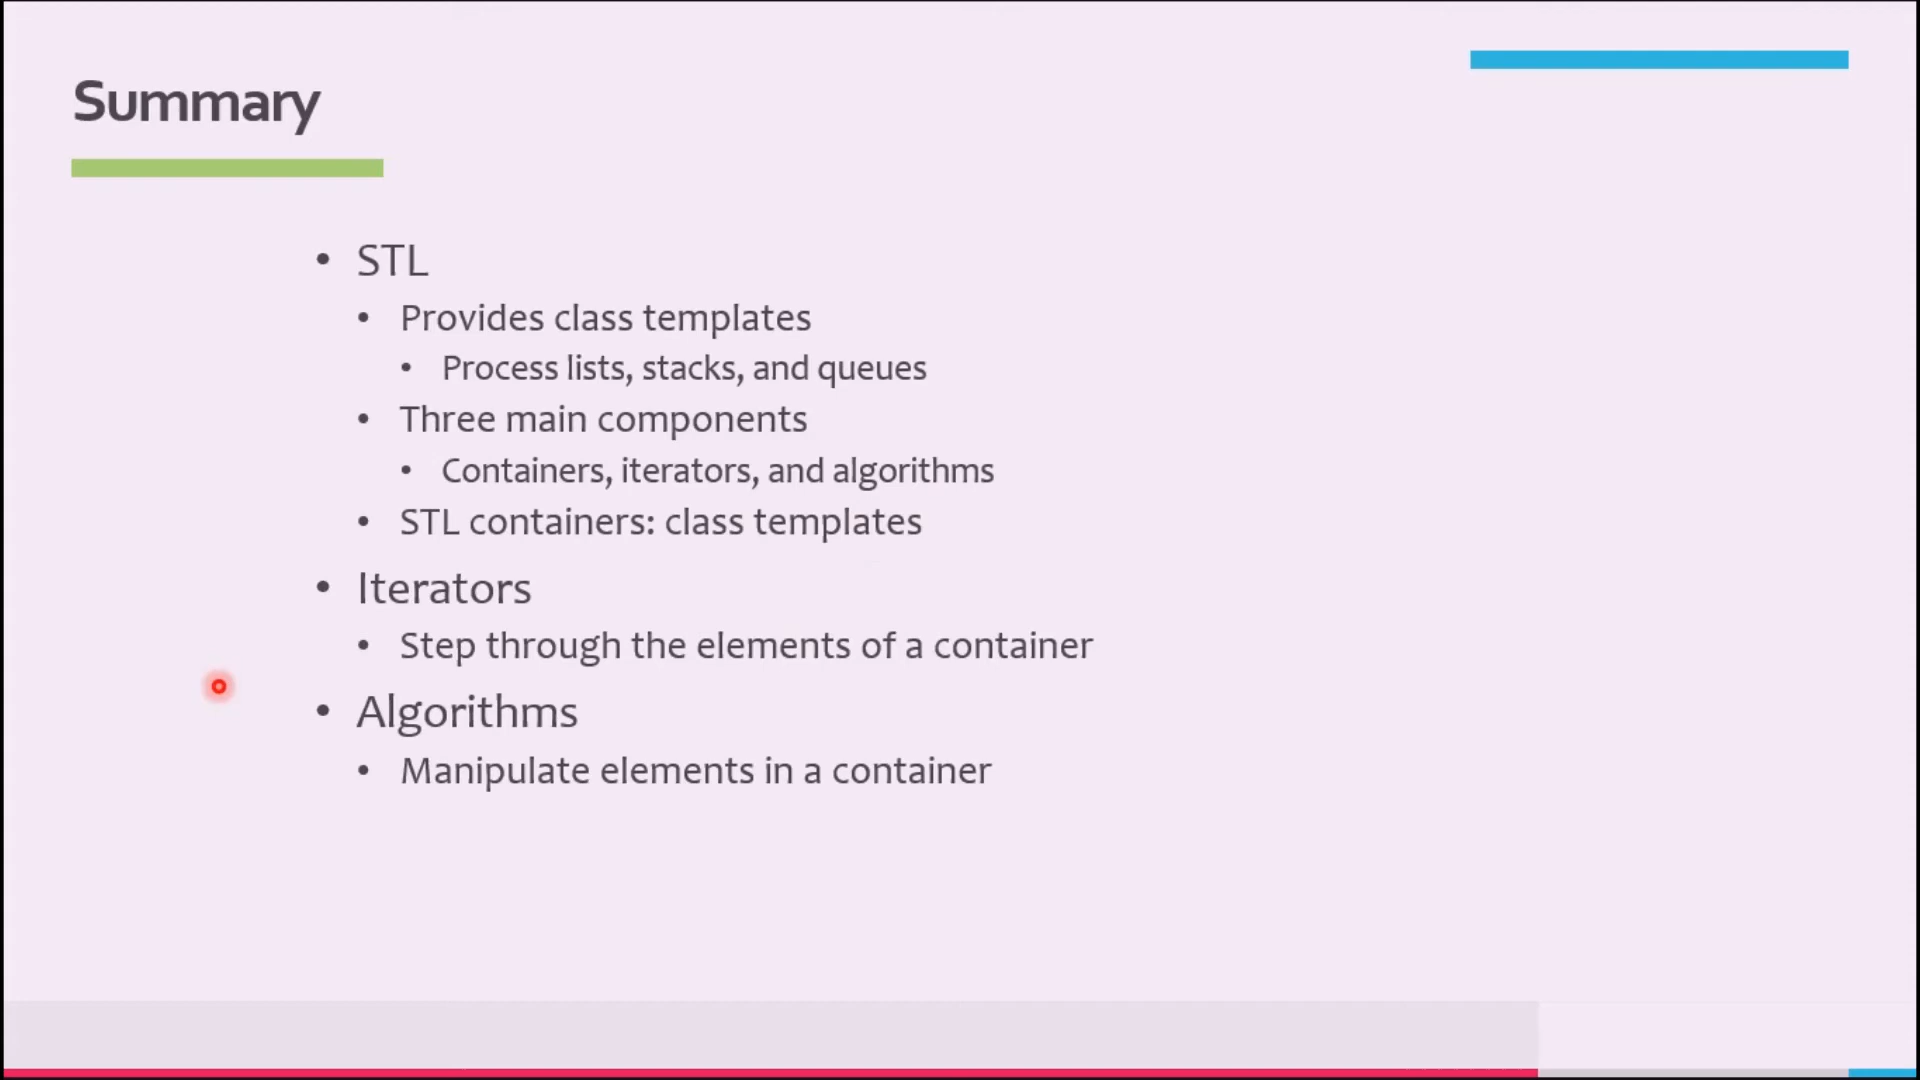 Summary
• STL
• Provides class templates
• Process lists, stacks, and queues
• Three main components
• Containers, iterators, and algorithms
• STL containers: class templates
• Iterators
• Step through the elements of a container
• Algorithms
• Manipulate elements in a container